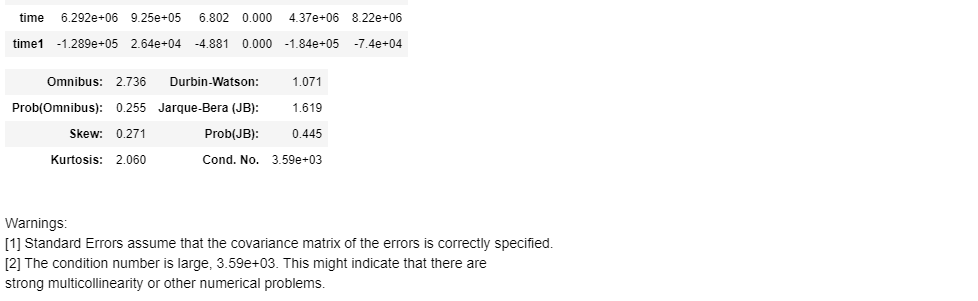 time 6.292e+06 9.25e+05 6.802 0.000 4.37e+06 8.22e+06
time1 -1.289e+05 2.64e+04 -4.881 0.000 -1.84e+05 -7.4e+04
Omnibus: 2.736 Durbin-Watson: 1.071
Prob(Omnibus): 0.255 Jarque-Bera (JB): 1.619
Skew: 0.271 Prob(JB): 0.445
Kurtosis: 2.060 Cond. No. 3.59e+03
Warnings:
[1] Standard Errors assume that the covariance matrix of the errors is correctly specified.
[2] The condition number is large, 3.59e+03. This might indicate that there are
strong multicollinearity or other numerical problems.